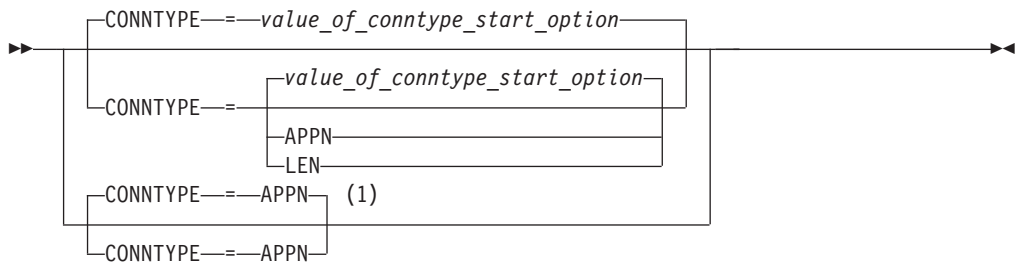 CONNTYPE = value_of_conntype_start_option
value_of_conntype_start_option
CONNTYPE =
APPN
LEN
CONNTYPE = APPN (1)
CONNTYPE = APPN